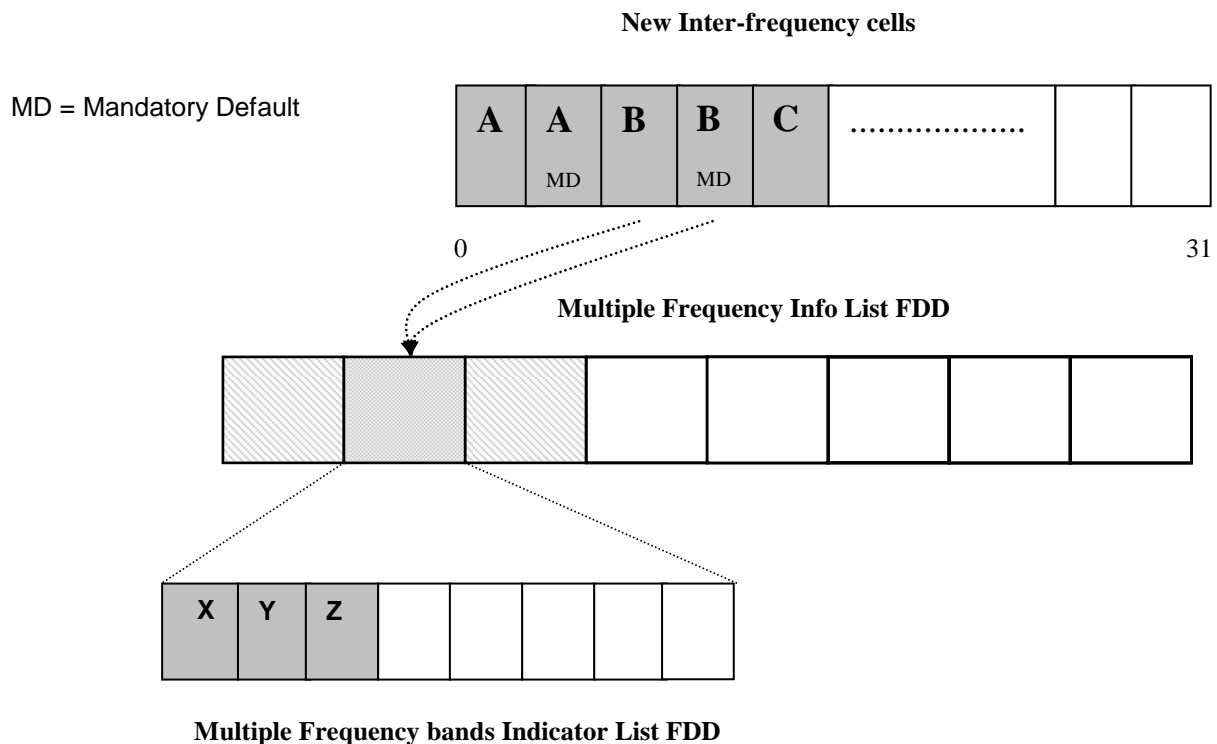 New Inter-frequency cells
MD = Mandatory Default
A A B B C ...................
MD MD
0 31
Multiple Frequency Info List FDD
X Y Z
Multiple Frequency bands Indicator List FDD